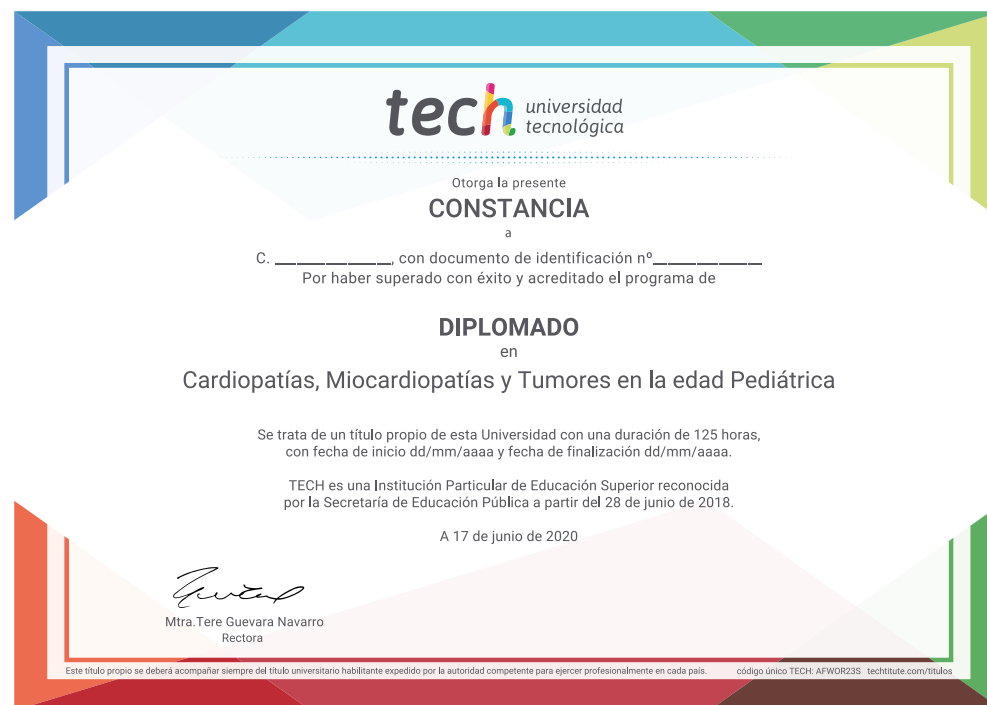 tech universidad
tecnológica
Otorga la presente
CONSTANCIA
a
C. ______________, con documento de identificación nº_____________
Por haber superado con éxito y acreditado el programa de
DIPLOMADO
en
Cardiopatías, Miocardiopatías y Tumores en la edad Pediátrica
Se trata de un título propio de esta Universidad con una duración de 125 horas,
con fecha de inicio dd/mm/aaaa y fecha de finalización dd/mm/aaaa.
TECH es una Institución Particular de Educación Superior reconocida
por la Secretaría de Educación Pública a partir del 28 de junio de 2018.
A 17 de junio de 2020
Mtra.Tere Guevara Navarro
Rectora
Este título propio se deberá acompañar siempre del título universitario habilitante expedido por la autoridad competente para ejercer profesionalmente en cada país. código único TECH: AFWOR23S techtitute.com/titulos